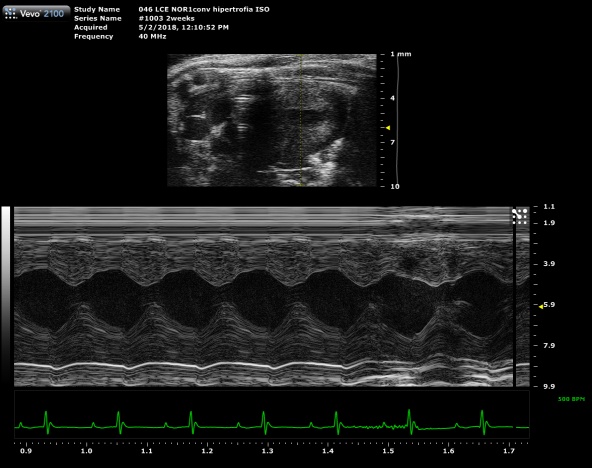 Vevo 2100
Study Name 046 LCE NOR1conv hipertrofia ISO
Series Name #1003 2weeks
Acquired 5/2/2018, 12:10:52 PM
Frequency 40 MHz
1 mm
4
7
10
1.1
1.9
3.9
5.9
7.9
9.9
500 BPM
0.9 1.0 1.1 1.2 1.3 1.4 1.5 1.6 1.7